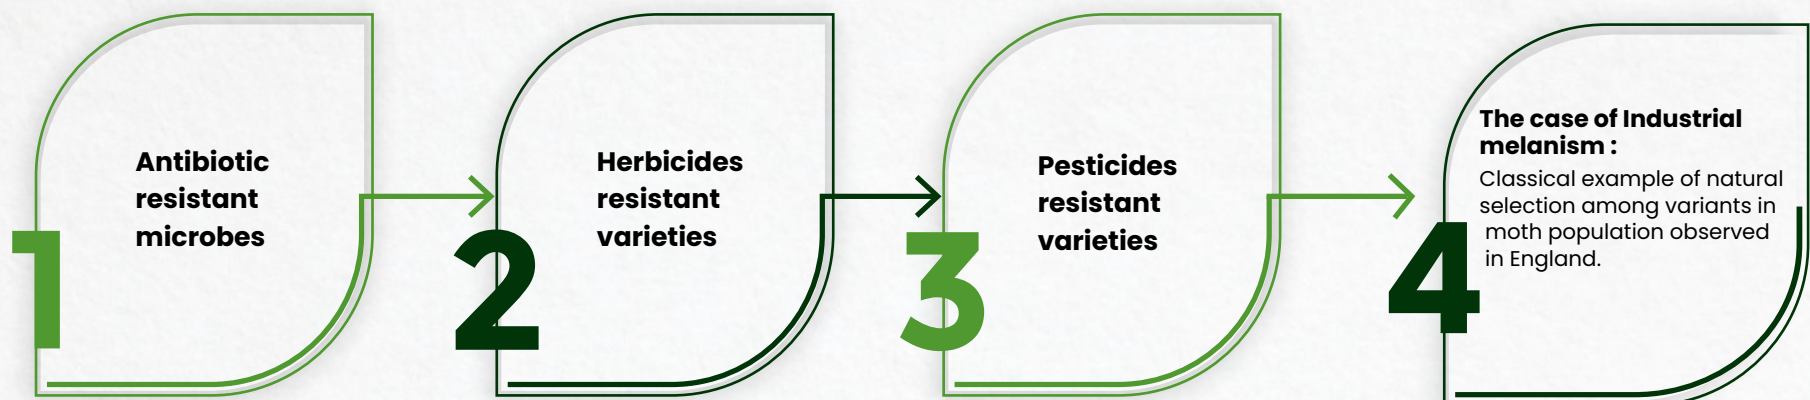 1
Antibiotic
resistant
microbes
2
Herbicides
resistant
varieties
3
Pesticides
resistant
varieties
4
The case of Industrial
melanism :
Classical example of natural
selection among variants in
moth population observed
in England.